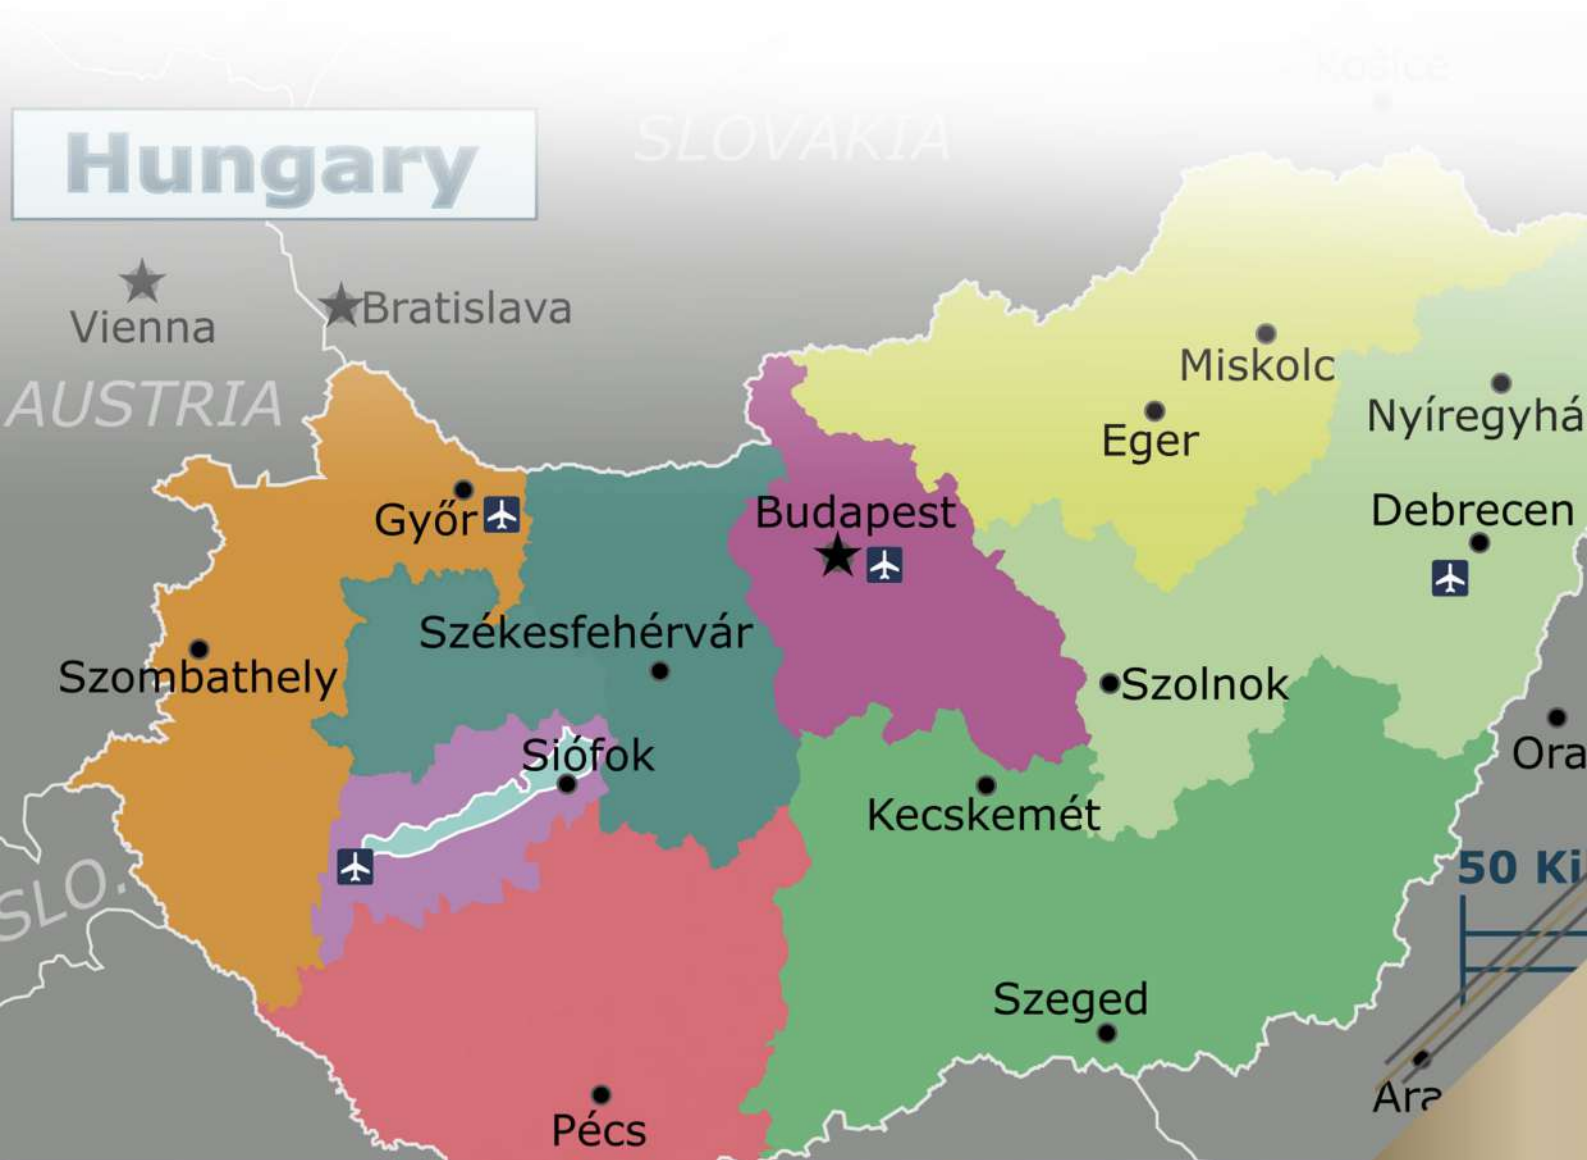 Košice
SLOVAKIA
Hungary
Vienna
Bratislava
AUSTRIA
Miskolc
Nyíregyhá
Eger
Győr
Budapest
Debrecen
Székesfehérvár
Szombathely
Szolnok
Siófok
Ora
Kecskemét
50 Ki
SLO.
Szeged
Ara
Pécs